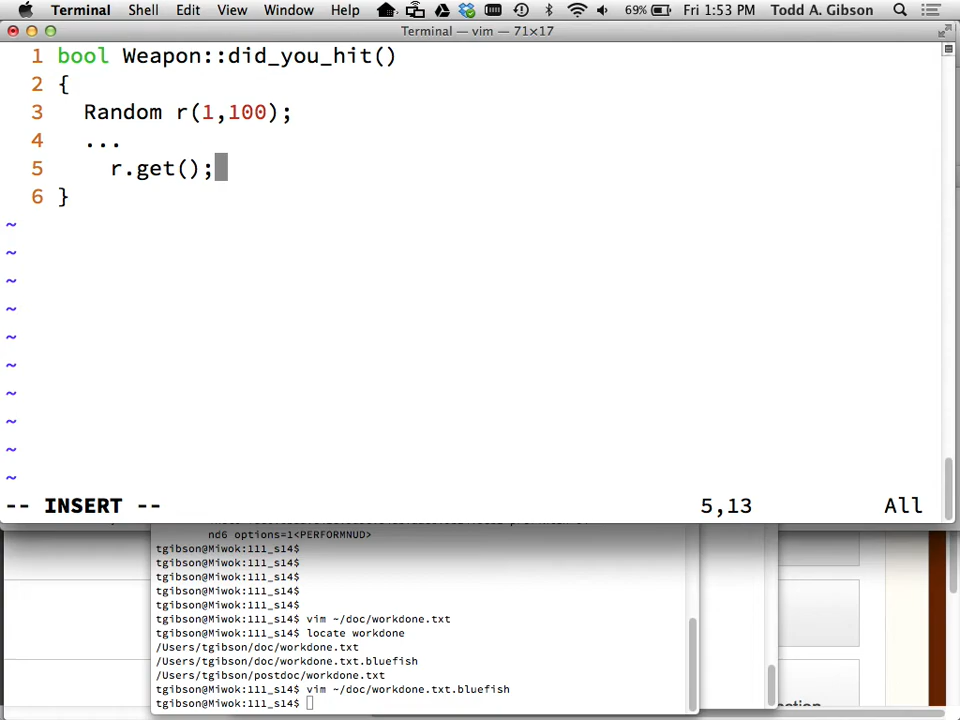 Terminal Shell Edit View Window Help 69% Fri 1:53 PM Todd A. Gibson
Terminal — vim — 71×17
1 bool Weapon::did_you_hit()
2 {
3 Random r(1,100);
4 ...
5 r.get();
6 }
~
~
~
~
~
~
~
~
~
~
-- INSERT -- 5,13 All
nd6 options=1<PERFORMNUD>
tgibson@Miwok:111_s14$
tgibson@Miwok:111_s14$
tgibson@Miwok:111_s14$
tgibson@Miwok:111_s14$
tgibson@Miwok:111_s14$
tgibson@Miwok:111_s14$ vim ~/doc/workdone.txt
tgibson@Miwok:111_s14$ locate workdone
/Users/tgibson/doc/workdone.txt
/Users/tgibson/doc/workdone.txt.bluefish
/Users/tgibson/postdoc/workdone.txt
tgibson@Miwok:111_s14$ vim ~/doc/workdone.txt.bluefish
tgibson@Miwok:111_s14$